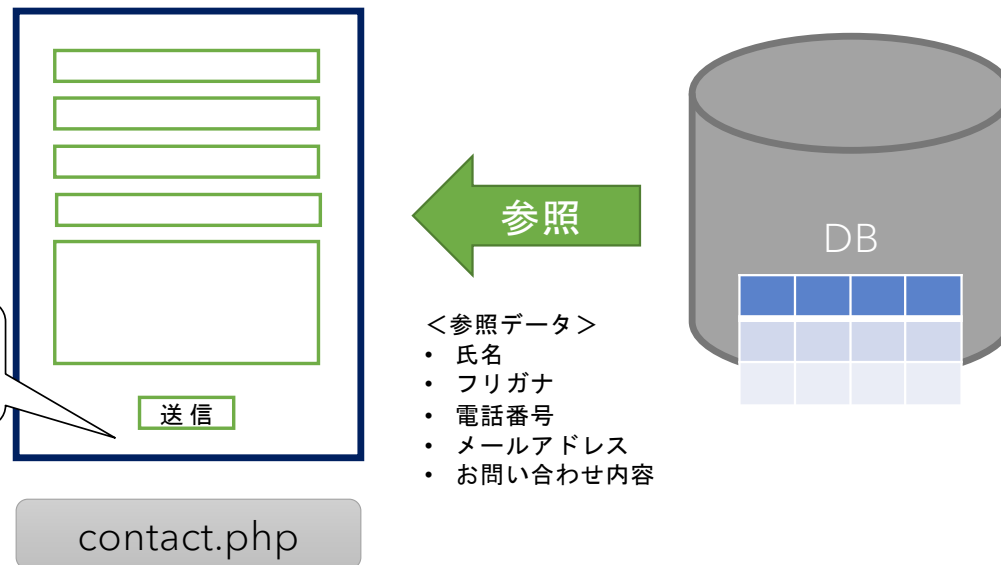 送信
contact.php
参照
＜参照データ＞
• 氏名
• フリガナ
• 電話番号
• メールアドレス
• お問い合わせ内容
DB